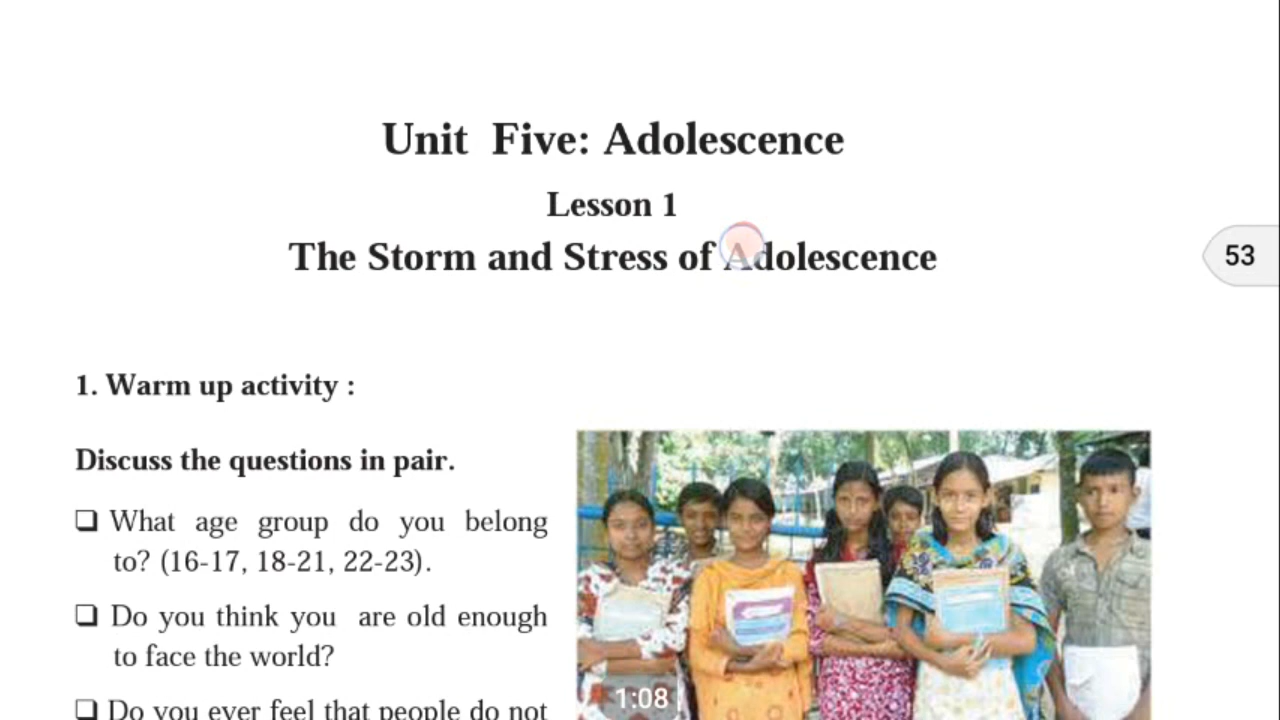 Unit Five: Adolescence
Lesson 1
The Storm and Stress of Adolescence
53
1. Warm up activity :
Discuss the questions in pair.
❑ What age group do you belong
to? (16-17, 18-21, 22-23).
❑ Do you think you are old enough
to face the world?
❑ Do you ever feel that people do not
1:08